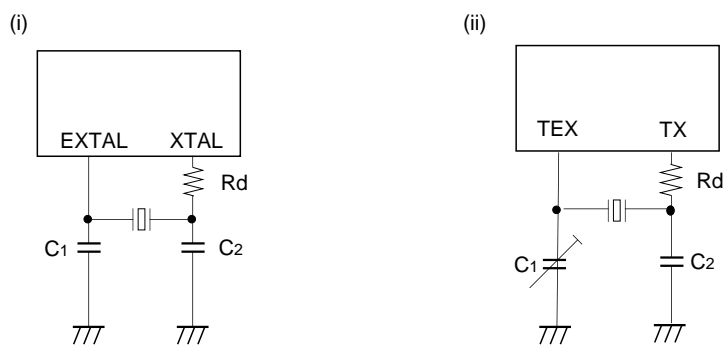 (i)
EXTAL XTAL
Rd
C1 C2
(ii)
TEX TX
Rd
C1 C2